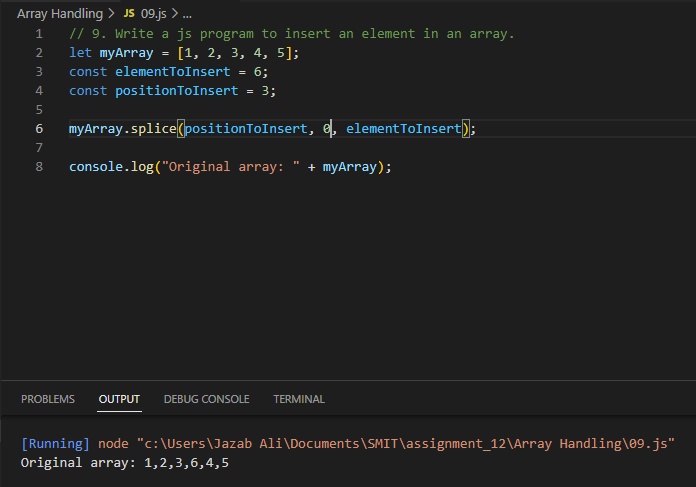 Array Handling > JS 09.js > ...
1 // 9. Write a js program to insert an element in an array.
2 let myArray = [1, 2, 3, 4, 5];
3 const elementToInsert = 6;
4 const positionToInsert = 3;
5
6 myArray.splice(positionToInsert, 0, elementToInsert);
7
8 console.log("Original array: " + myArray);
PROBLEMS OUTPUT DEBUG CONSOLE TERMINAL
[Running] node "c:\Users\Jazab Ali\Documents\SMIT\assignment_12\Array Handling\09.js"
Original array: 1,2,3,6,4,5